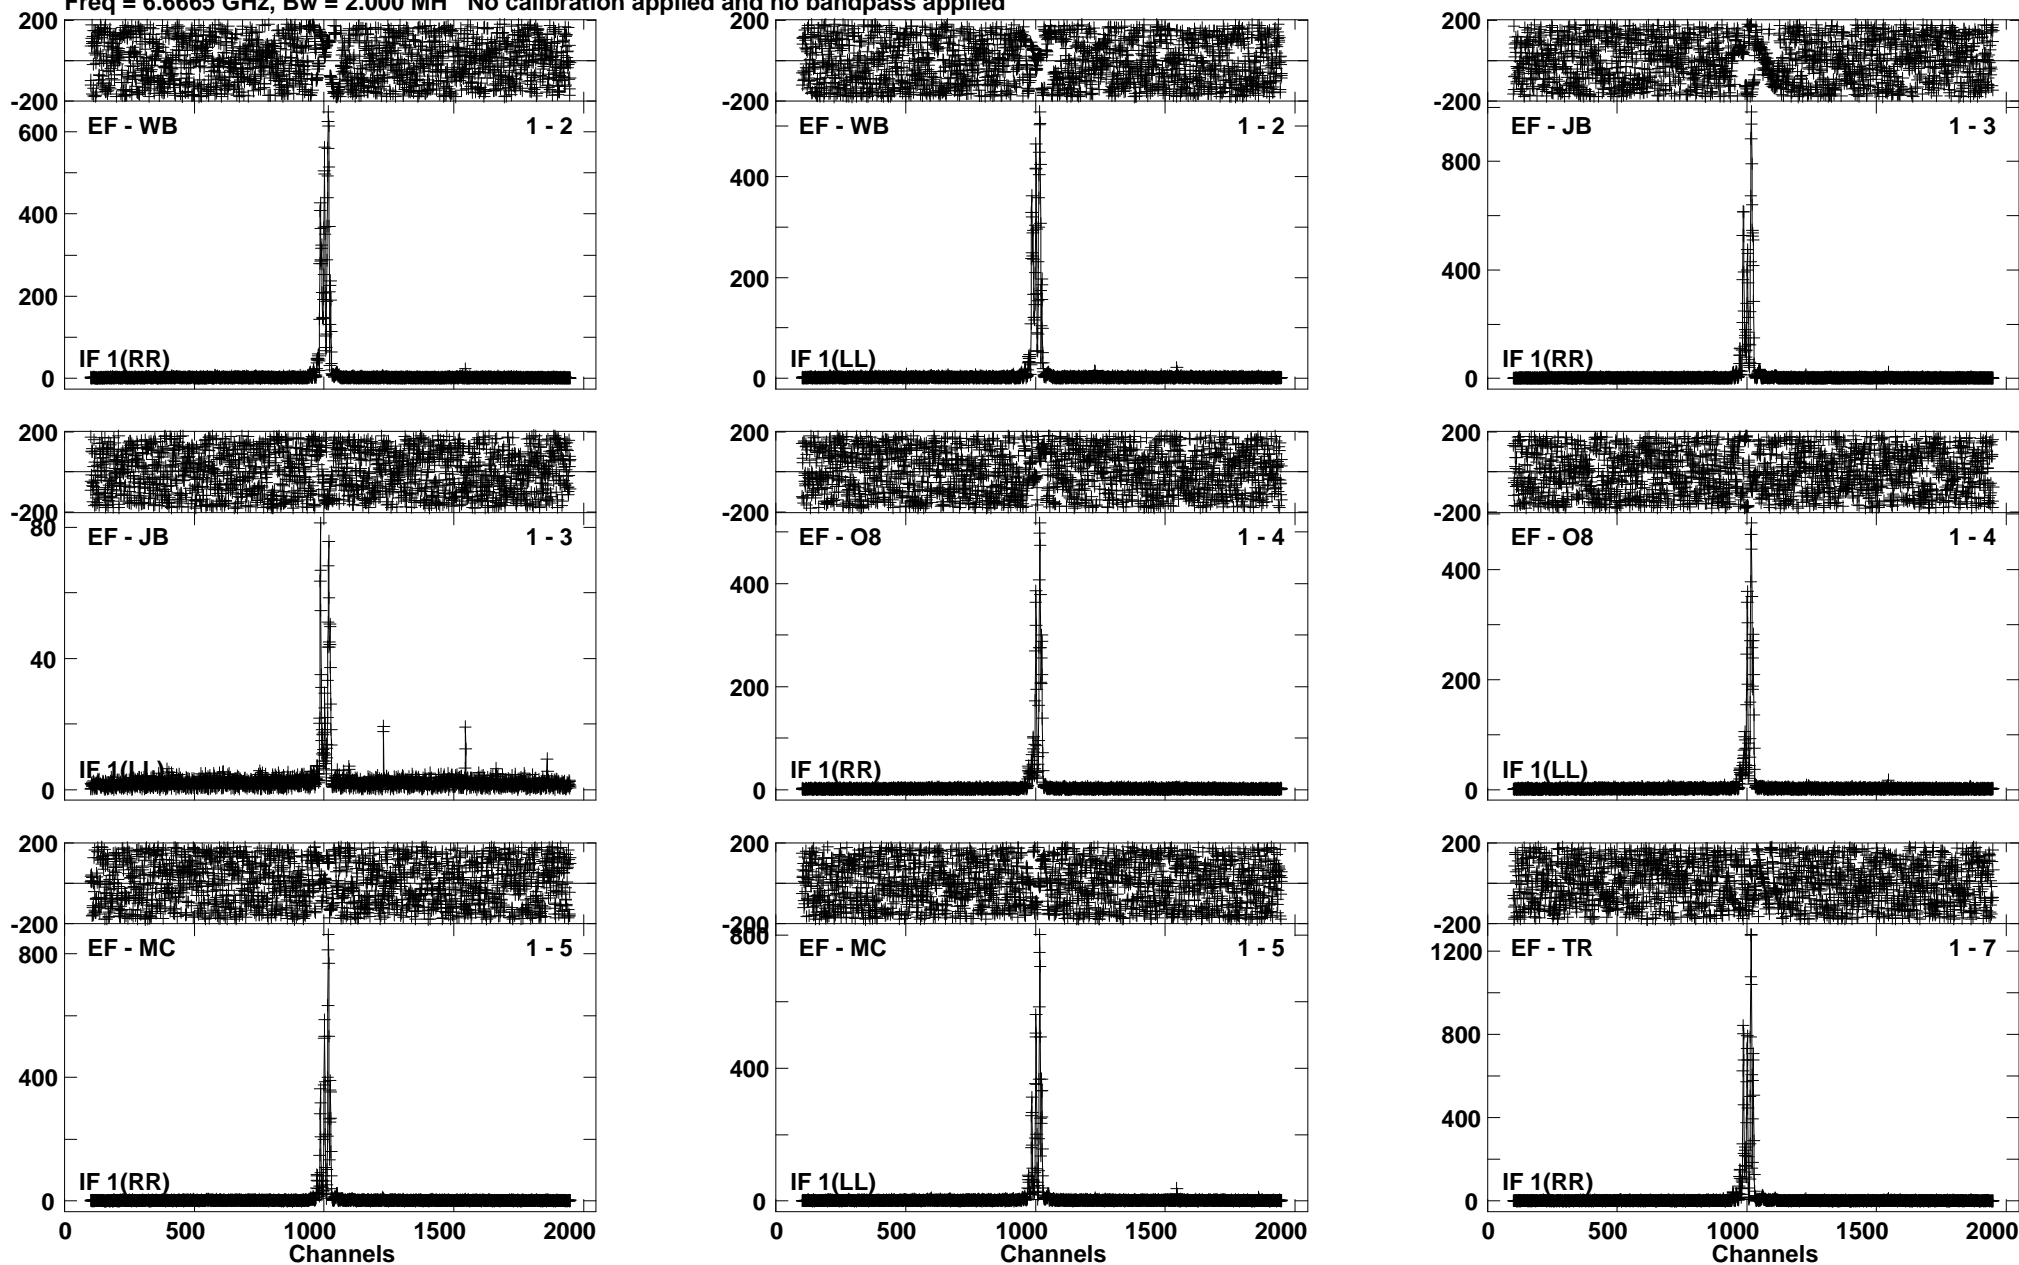 Freq = 6.6665 GHz, Bw = 2.000 MH No calibration applied and no bandpass applied
200
-200
EF - WB 1 - 2
600
400
200
0
IF 1(RR)
200
-200
EF - WB 1 - 2
400
200
0
IF 1(LL)
200
-200
EF - JB 1 - 3
800
400
0
IF 1(RR)
200
-200
EF - JB 1 - 3
80
40
0
IF 1(LL)
200
-200
EF - O8 1 - 4
400
200
0
IF 1(RR)
200
-200
EF - O8 1 - 4
400
200
0
IF 1(LL)
200
-200
EF - MC 1 - 5
800
400
0
IF 1(RR)
0 500 1000 1500 2000
Channels
200
-200
800
EF - MC 1 - 5
400
0
IF 1(LL)
0 500 1000 1500 2000
Channels
200
-200
EF - TR 1 - 7
1200
800
400
0
IF 1(RR)
0 500 1000 1500 2000
Channels